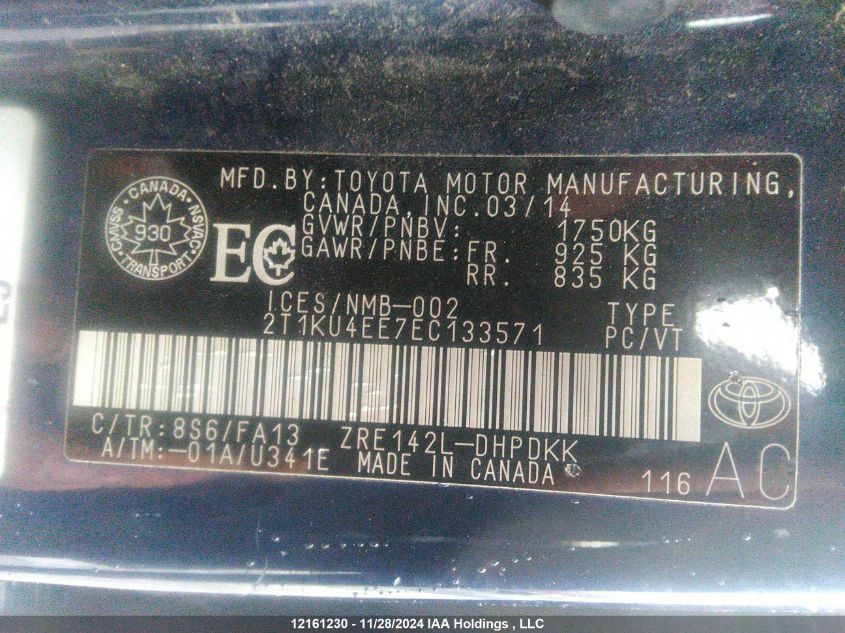 MFD.BY:TOYOTA MOTOR MANUFACTURING,
CANADA,INC.03/14
GVWR/PNBV: 1750KG
GAWR/PNBE:FR. 925 KG
RR. 835 KG
CANADA
CMVSS 930 NSVAC
TRANSPORT
EC
ICES/NMB-002 TYPE
2T1KU4EE7EC133571 PC/VT
C/TR:8S6/FA13 ZRE142L-DHPDKK
A/TM:-01A/U341E MADE IN CANADA
116 AC
12161230 - 11/28/2024 IAA Holdings , LLC